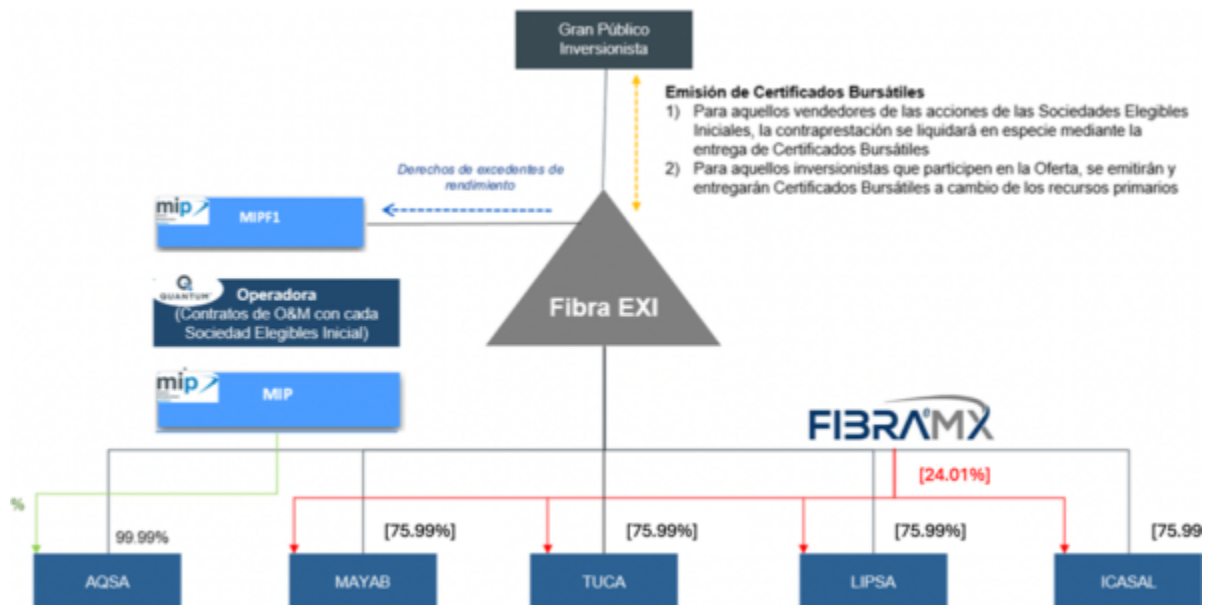 Gran Público
Inversionista
Emisión de Certificados Bursátiles
1) Para aquellos vendedores de las acciones de las Sociedades Elegibles
Iniciales, la contraprestación se liquidará en especie mediante la
entrega de Certificados Bursátiles
2) Para aquellos inversionistas que participen en la Oferta, se emitirán y
entregarán Certificados Bursátiles a cambio de los recursos primarios
Derechos de excedentes de
rendimiento
mip
MIPF1
QUANTUM
Operadora
(Contratos de O&M con cada
Sociedad Elegibles Inicial)
Fibra EXI
mip
MIP
FIBRAeMX
[24.01%]
%
99.99%
[75.99%]
[75.99%]
[75.99%]
[75.99
AQSA
MAYAB
TUCA
LIPSA
ICASAL